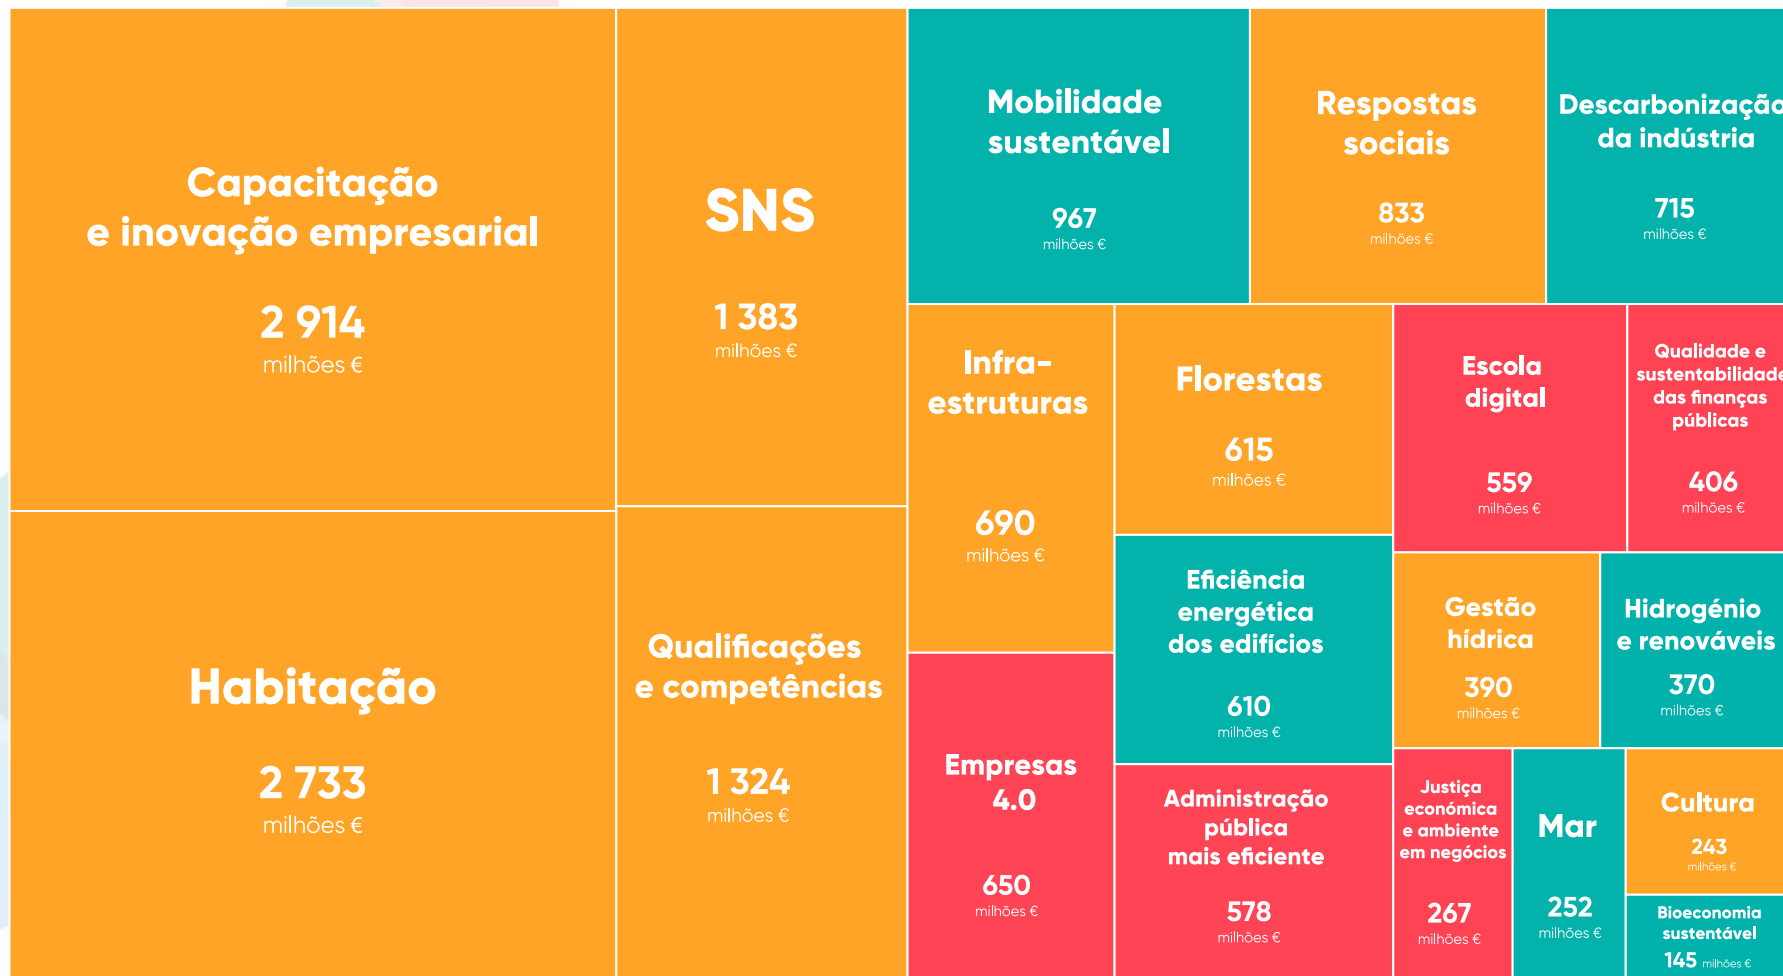 Capacitação
e inovação empresarial
2 914
milhões €
SNS
1 383
milhões €
Mobilidade
sustentável
967
milhões €
Respostas
sociais
833
milhões €
Descarbonização
da indústria
715
milhões €
Infra-
estruturas
690
milhões €
Florestas
615
milhões €
Escola
digital
559
milhões €
Qualidade e
sustentabilidade
das finanças
públicas
406
milhões €
Habitação
2 733
milhões €
Qualificações
e competências
1 324
milhões €
Empresas
4.0
650
milhões €
Eficiência
energética
dos edifícios
610
milhões €
Administração
pública
mais eficiente
578
milhões €
Gestão
hídrica
390
milhões €
Hidrogénio
e renováveis
370
milhões €
Justiça
económica
e ambiente
em negócios
267
milhões €
Mar
252
milhões €
Cultura
243
milhões €
Bioeconomia
sustentável
145 milhões €